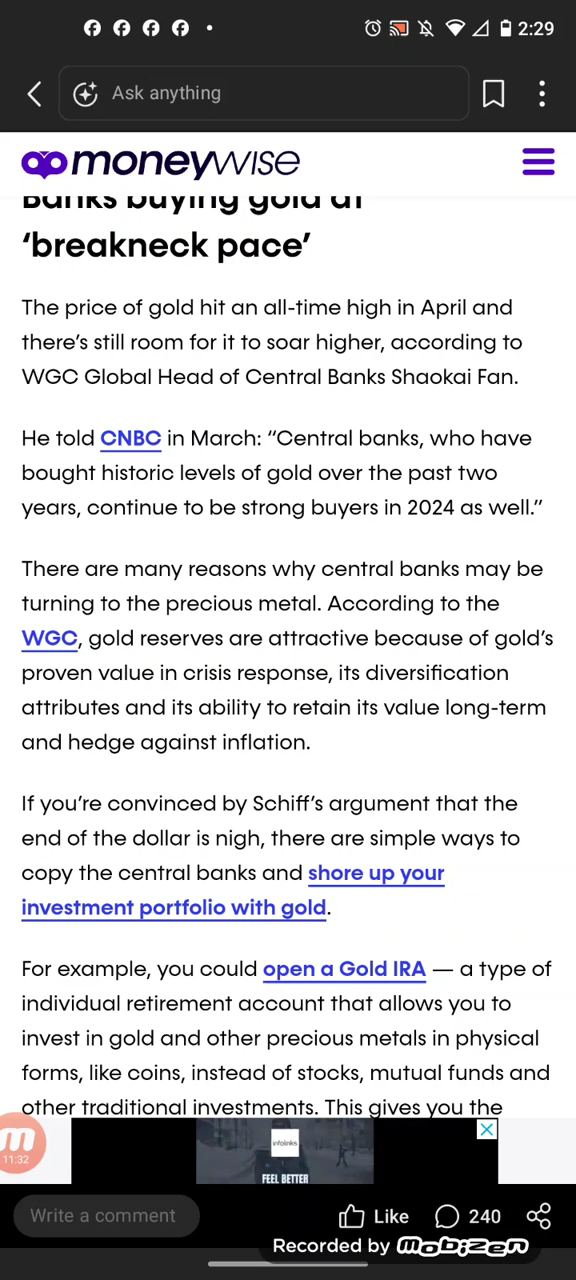 2:29
Ask anything
moneywise
Banks buying gold at
‘breakneck pace’
The price of gold hit an all-time high in April and
there’s still room for it to soar higher, according to
WGC Global Head of Central Banks Shaokai Fan.
He told CNBC in March: “Central banks, who have
bought historic levels of gold over the past two
years, continue to be strong buyers in 2024 as well.”
There are many reasons why central banks may be
turning to the precious metal. According to the
WGC, gold reserves are attractive because of gold’s
proven value in crisis response, its diversification
attributes and its ability to retain its value long-term
and hedge against inflation.
If you’re convinced by Schiff’s argument that the
end of the dollar is nigh, there are simple ways to
copy the central banks and shore up your
investment portfolio with gold.
For example, you could open a Gold IRA — a type of
individual retirement account that allows you to
invest in gold and other precious metals in physical
forms, like coins, instead of stocks, mutual funds and
other traditional investments. This gives you the
11:32
infolinks
FEEL BETTER
Write a comment
Like
240
Recorded by mobizen